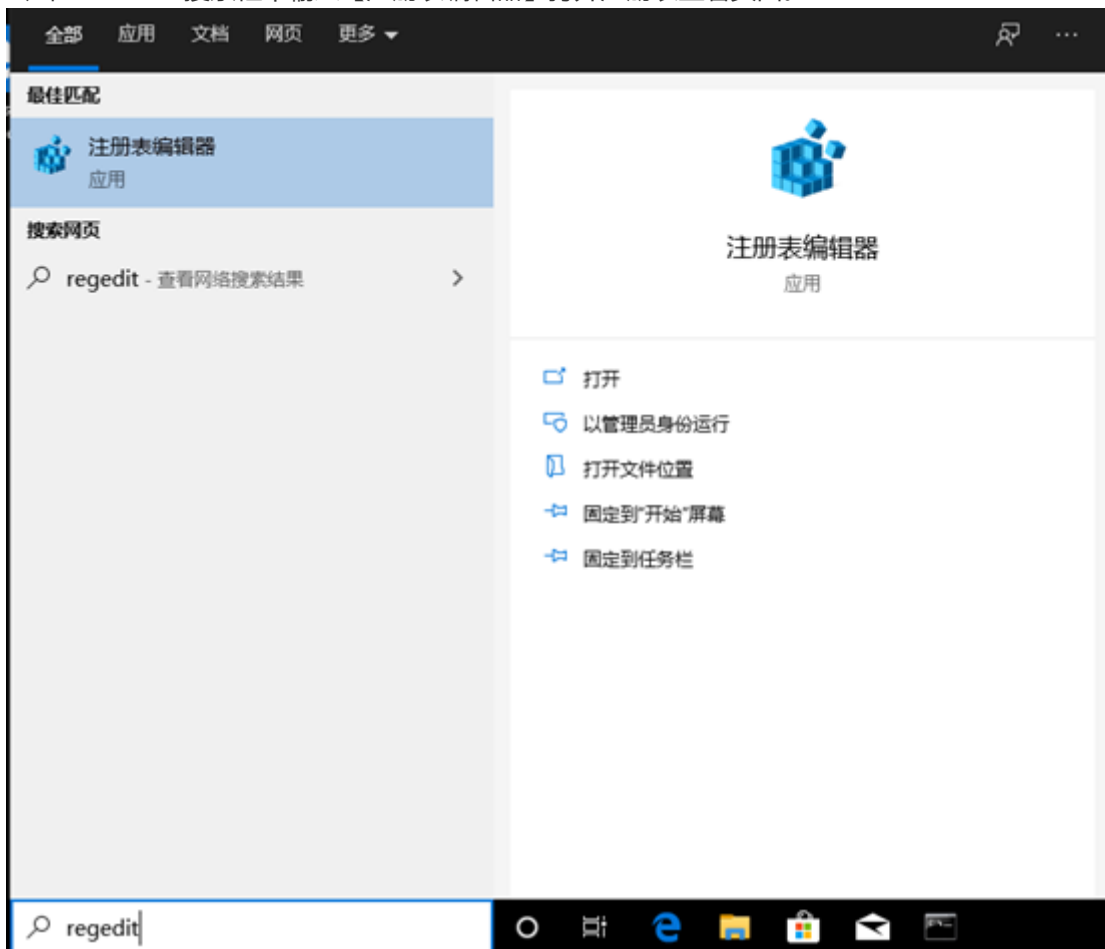 全部 应用 文档 网页 更多
最佳匹配
注册表编辑器
应用
搜索网页
regedit - 查看网络搜索结果
注册表编辑器
应用
打开
以管理员身份运行
打开文件位置
固定到"开始"屏幕
固定到任务栏
regedit